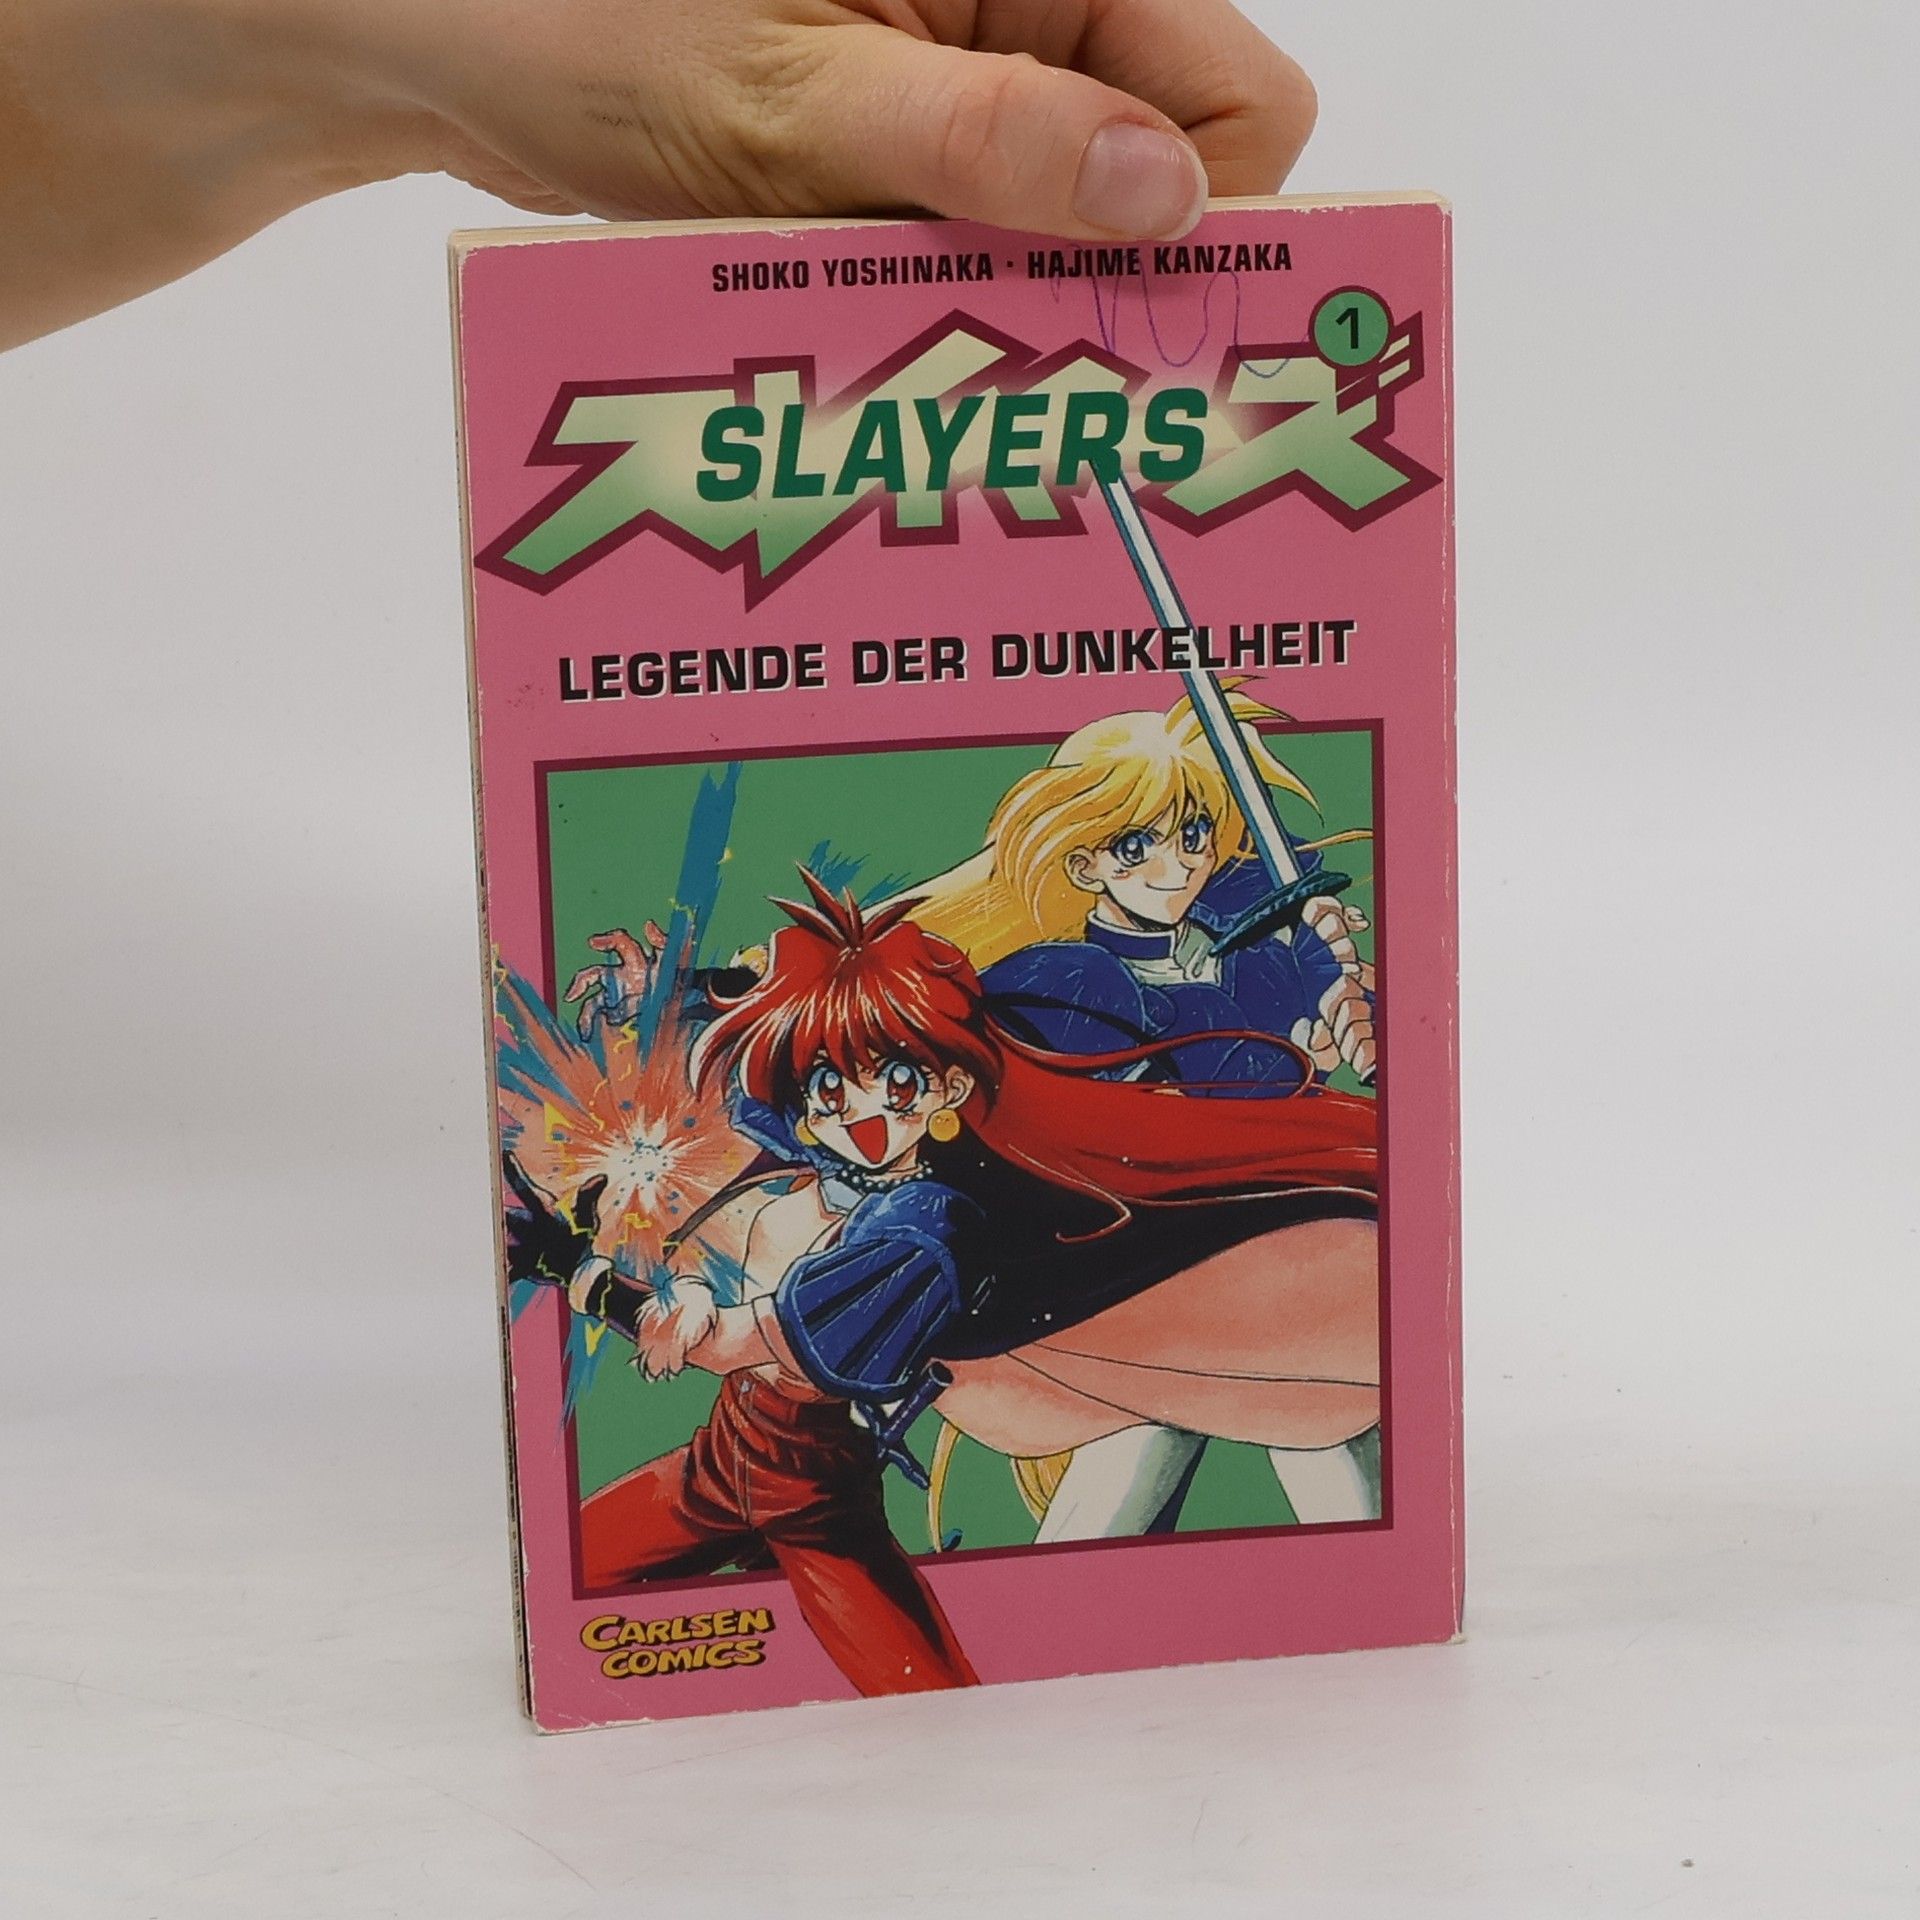 SHOKO YOSHINAKA · HAJIME KANZAKA
1
スレイヤーズ
SLAYERS
LEGENDE DER DUNKELHEIT
CARLSEN
COMICS